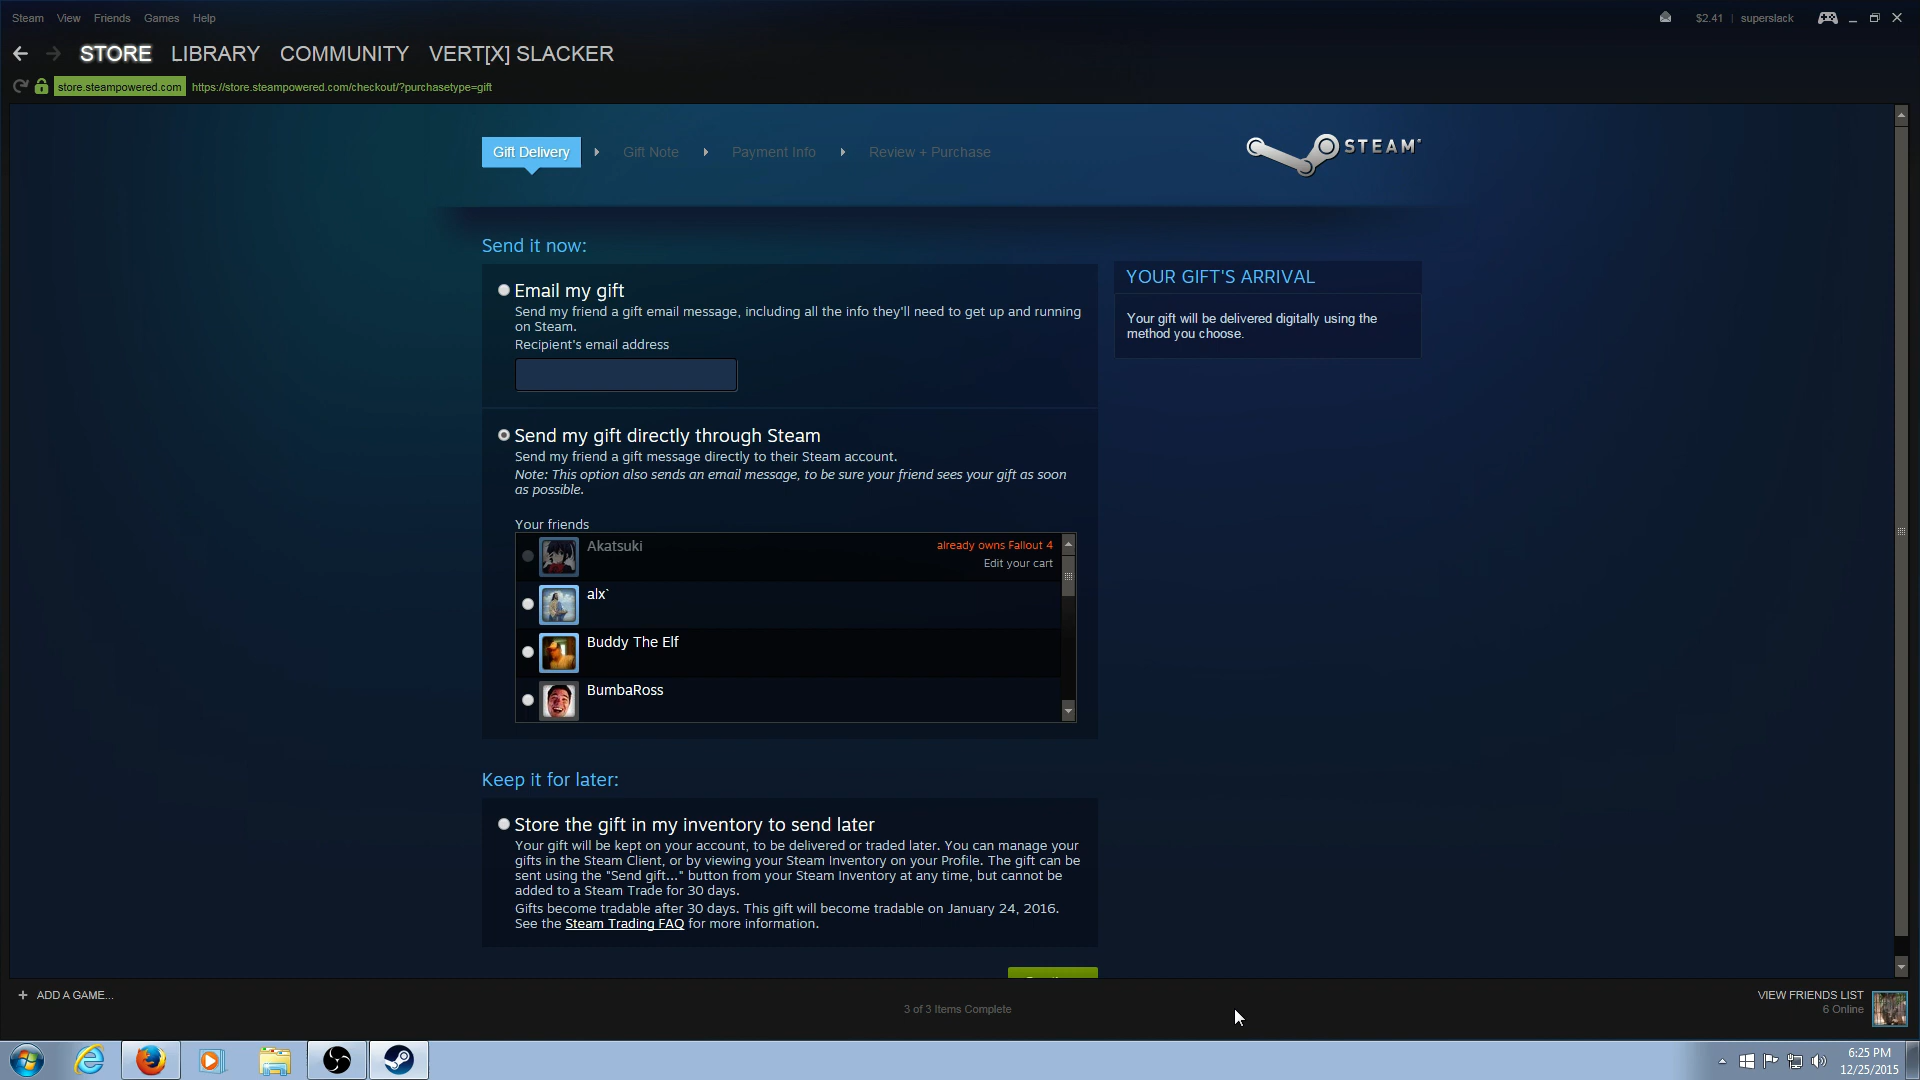 Steam View Friends Games Help
$2.41 | superslack
STORE LIBRARY COMMUNITY VERT[X] SLACKER
store.steampowered.com https://store.steampowered.com/checkout/?purchasetype=gift
Gift Delivery Gift Note Payment Info Review + Purchase
STEAM
Send it now:
Email my gift
Send my friend a gift email message, including all the info they'll need to get up and running
on Steam.
Recipient's email address
YOUR GIFT'S ARRIVAL
Your gift will be delivered digitally using the
method you choose.
Send my gift directly through Steam
Send my friend a gift message directly to their Steam account.
Note: This option also sends an email message, to be sure your friend sees your gift as soon
as possible.
Your friends
Akatsuki
already owns Fallout 4
Edit your cart
alx`
Buddy The Elf
BumbaRoss
Keep it for later:
Store the gift in my inventory to send later
Your gift will be kept on your account, to be delivered or traded later. You can manage your
gifts in the Steam Client, or by viewing your Steam Inventory on your Profile. The gift can be
sent using the "Send gift..." button from your Steam Inventory at any time, but cannot be
added to a Steam Trade for 30 days.
Gifts become tradable after 30 days. This gift will become tradable on January 24, 2016.
See the Steam Trading FAQ for more information.
+ ADD A GAME...
3 of 3 Items Complete
VIEW FRIENDS LIST
6 Online
6:25 PM
12/25/2015